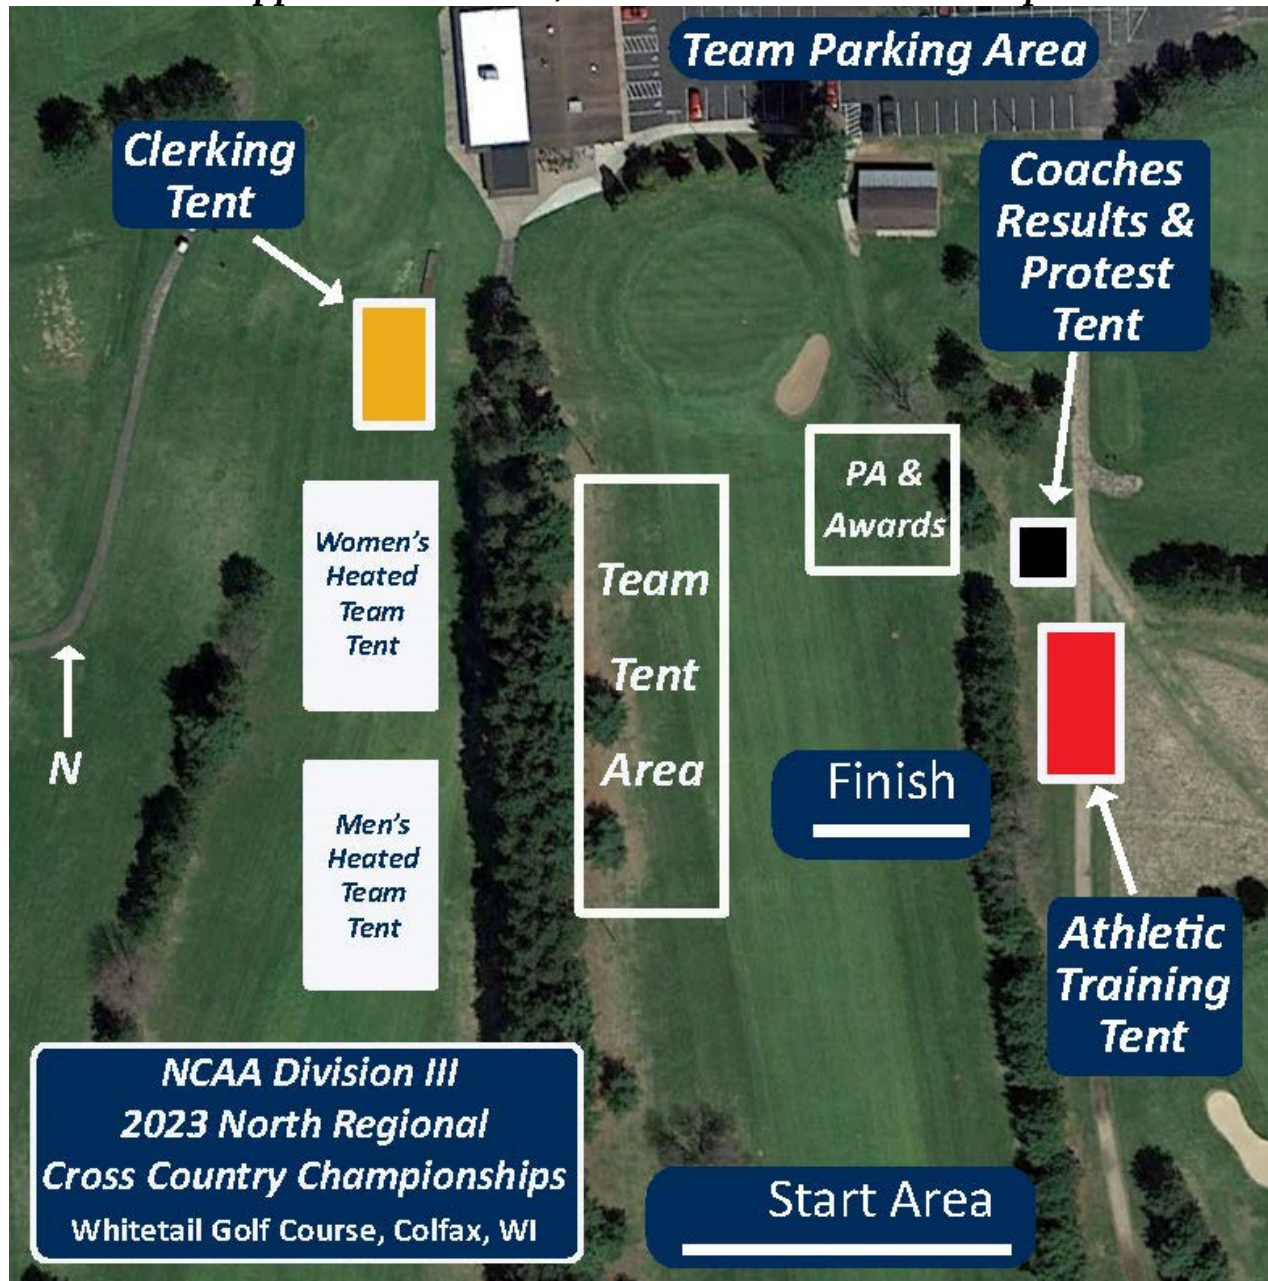 Team Parking Area
Clerking
Tent
Coaches
Results &
Protest
Tent
PA &
Awards
Women's
Heated
Team
Tent
Team
Tent
Area
N
Finish
Men's
Heated
Team
Tent
Athletic
Training
Tent
NCAA Division III
2023 North Regional
Cross Country Championships
Whitetail Golf Course, Colfax, WI
Start Area